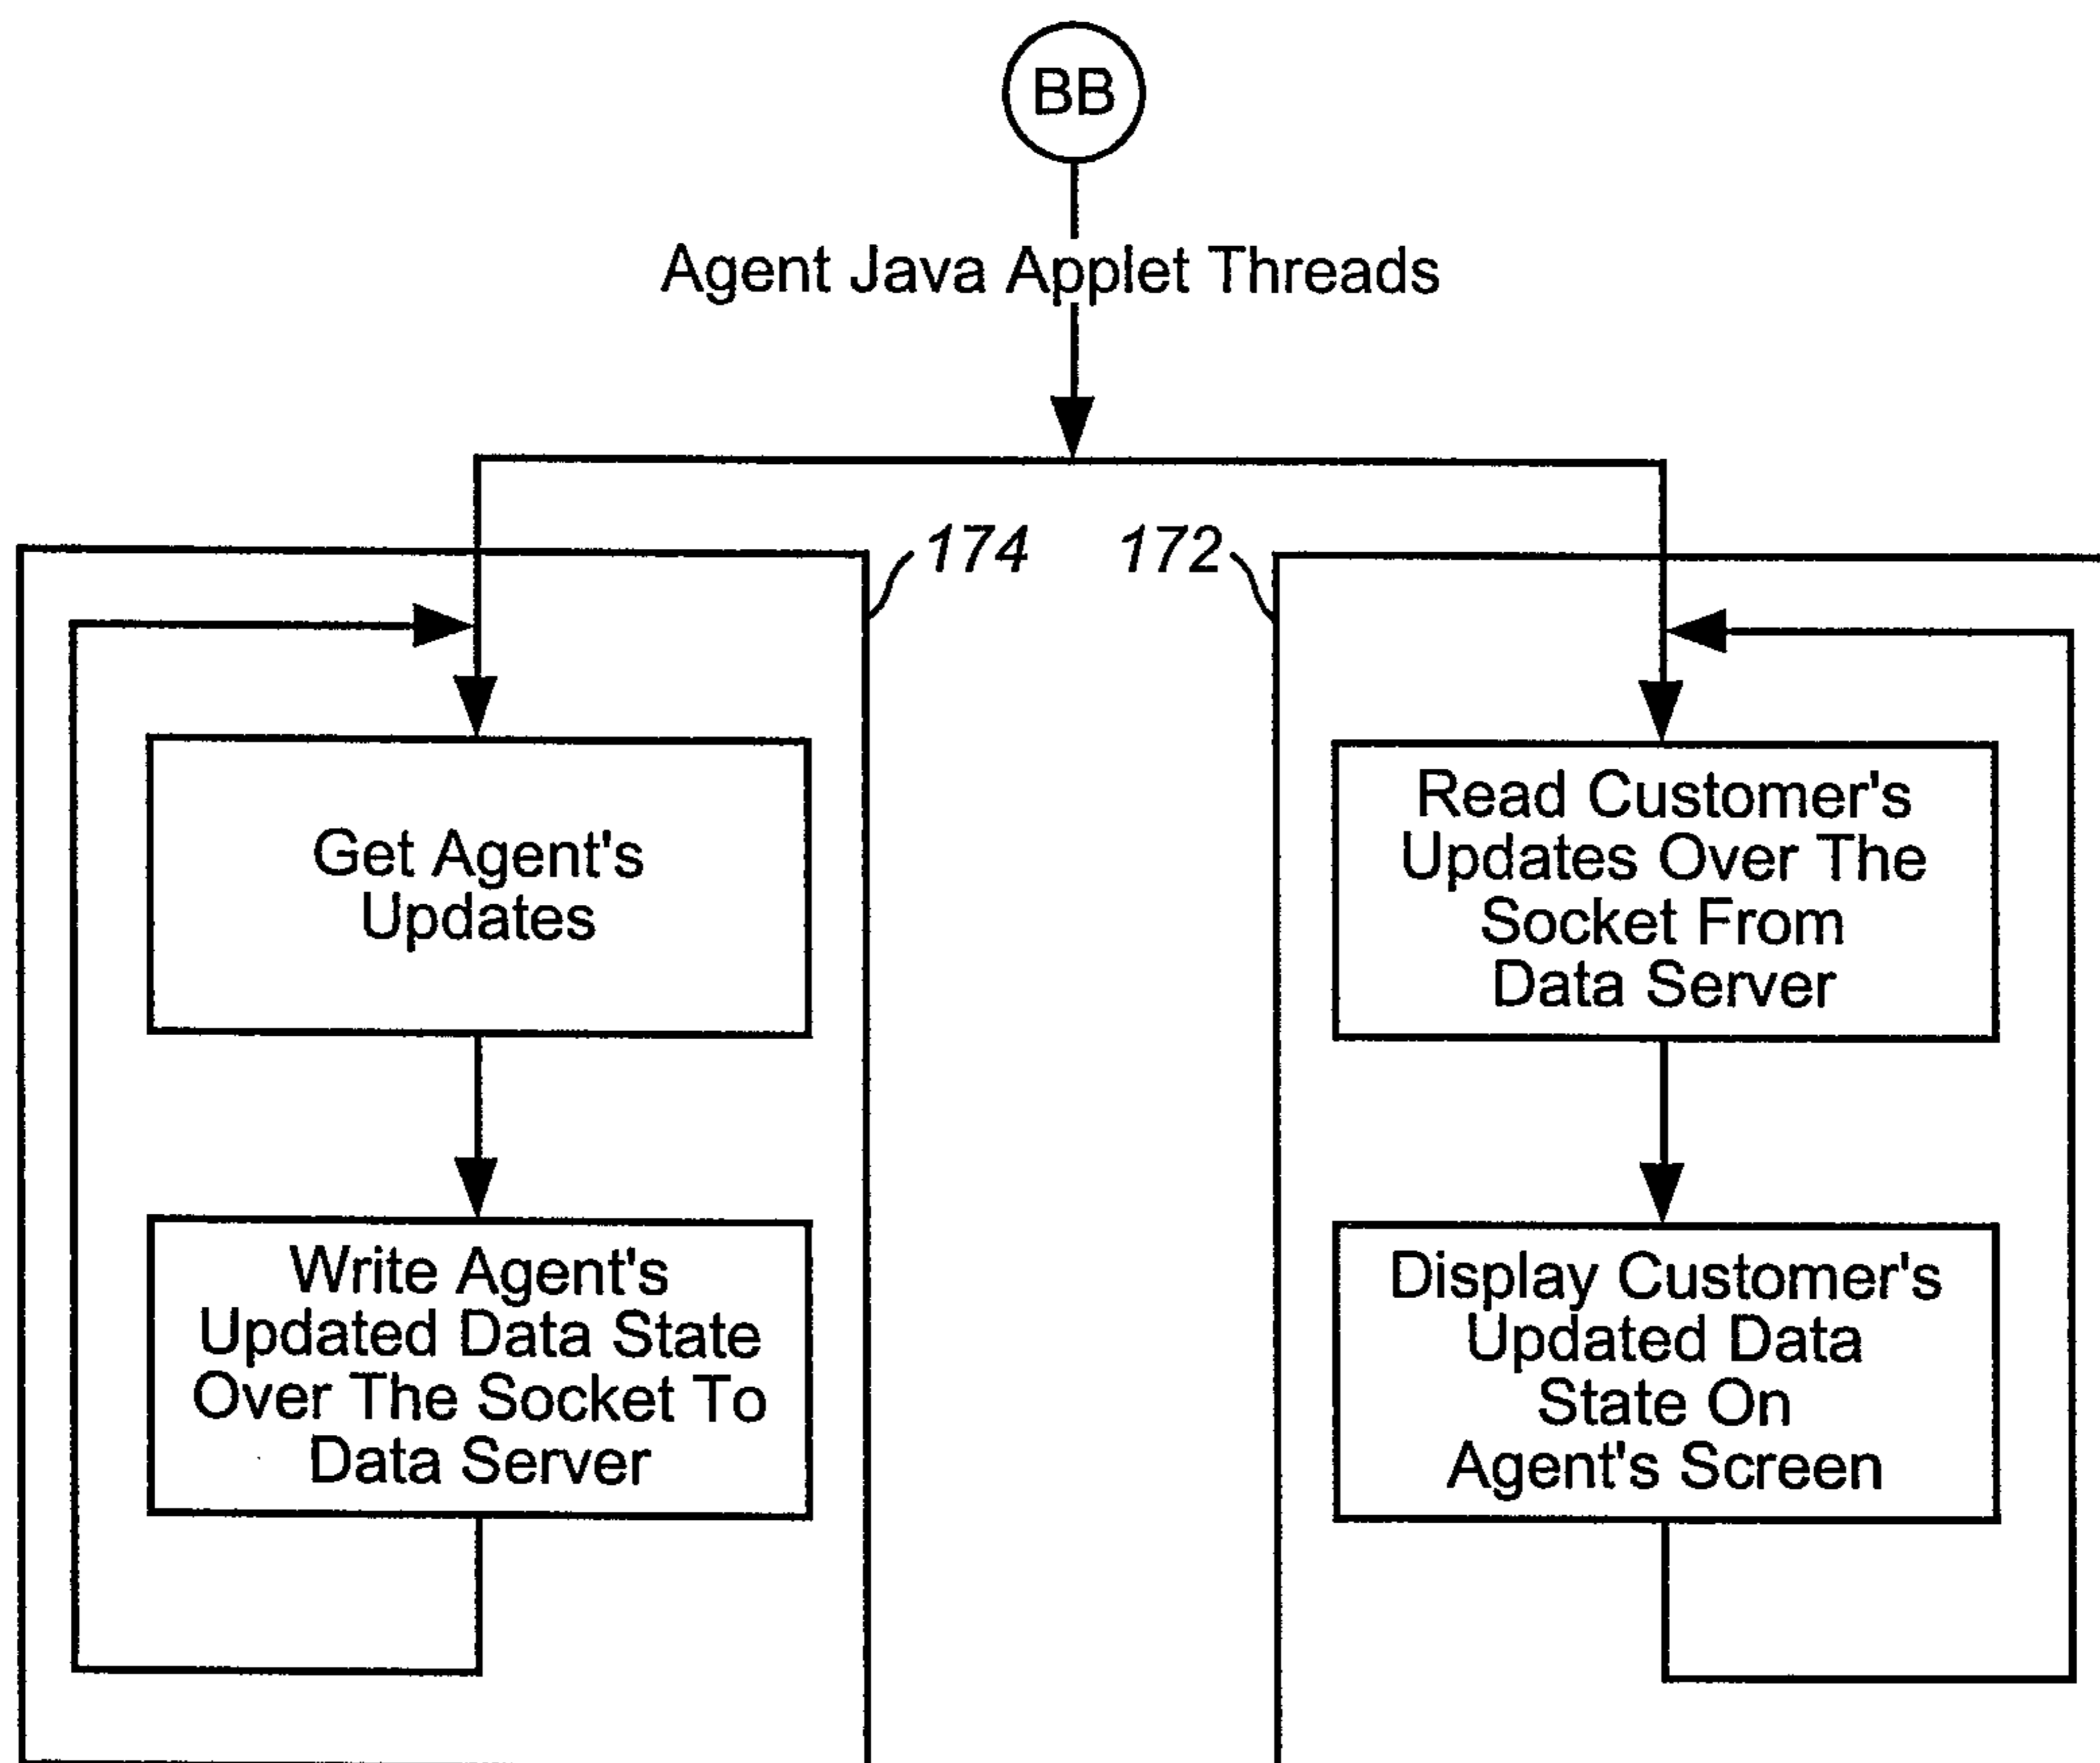 BB
Agent Java Applet Threads
174
172
Get Agent's
Updates
Write Agent's
Updated Data State
Over The Socket To
Data Server
Read Customer's
Updates Over The
Socket From
Data Server
Display Customer's
Updated Data
State On
Agent's Screen